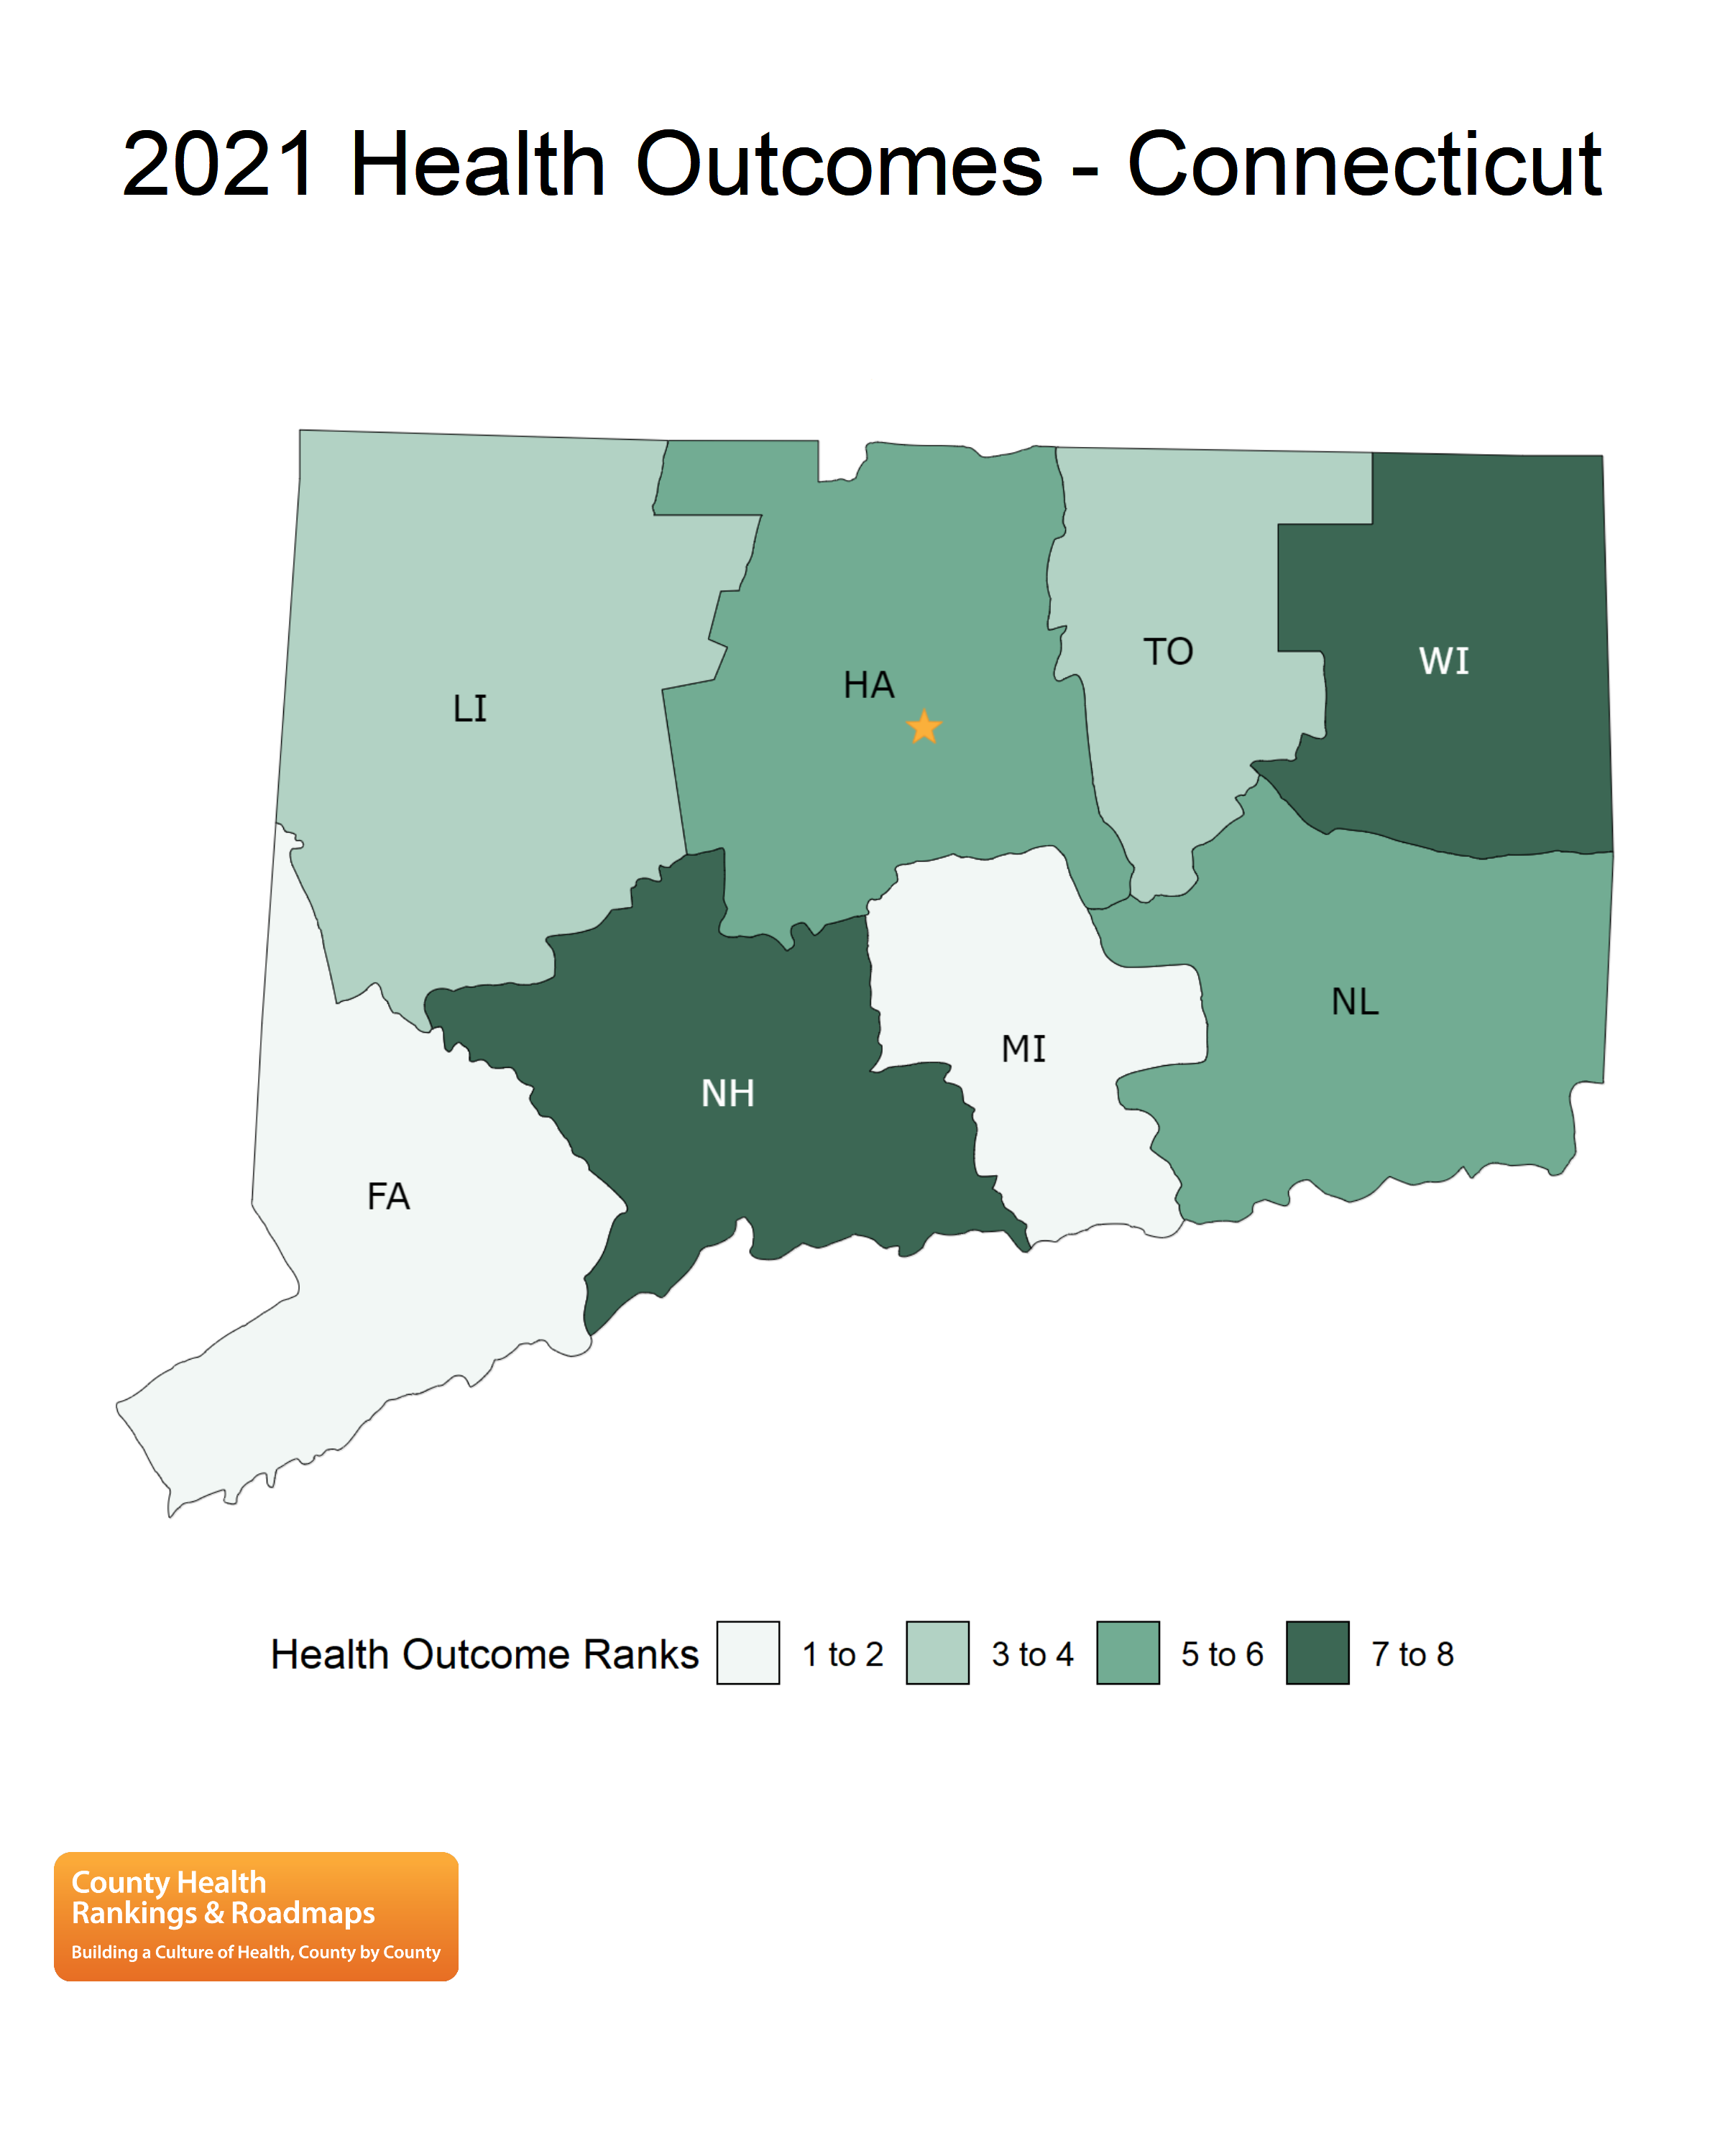 2021 Health Outcomes - Connecticut
LI
HA
TO
WI
NL
MI
NH
FA
Health Outcome Ranks 1 to 2 3 to 4 5 to 6 7 to 8
County Health
Rankings & Roadmaps
Building a Culture of Health, County by County